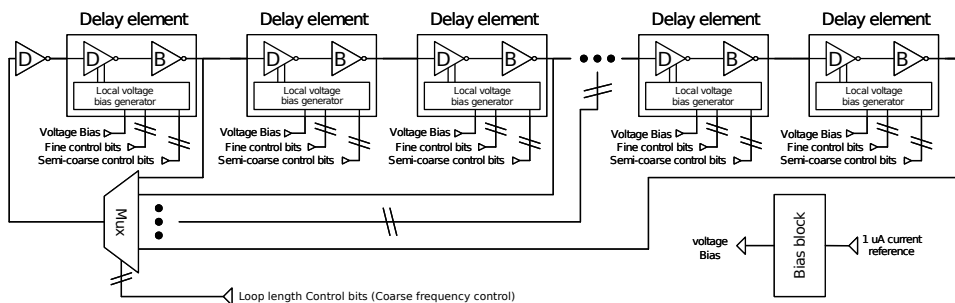 Delay element
Delay element
Delay element
Delay element
Delay element
D
D
B
D
B
D
B
D
B
D
B
Local voltage
bias generator
Local voltage
bias generator
Local voltage
bias generator
Local voltage
bias generator
Local voltage
bias generator
Voltage Bias
Fine control bits
Semi-coarse control bits
Voltage Bias
Fine control bits
Semi-coarse control bits
Voltage Bias
Fine control bits
Semi-coarse control bits
Voltage Bias
Fine control bits
Semi-coarse control bits
Voltage Bias
Fine control bits
Semi-coarse control bits
Mux
voltage
Bias
Bias block
1 uA current
reference
Loop length Control bits (Coarse frequency control)